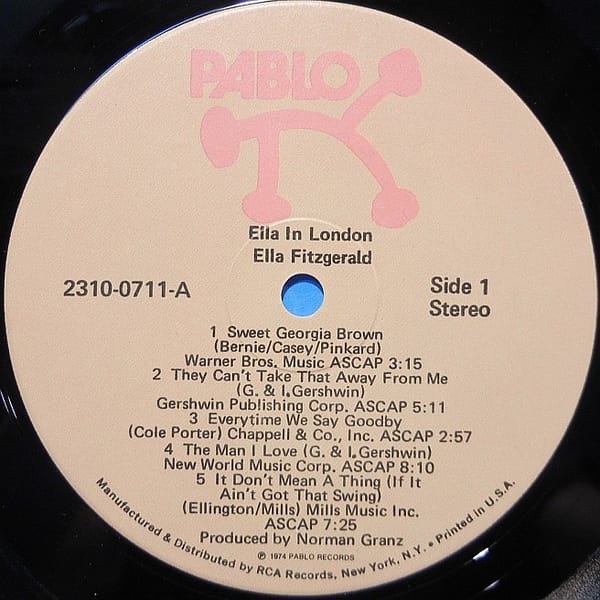 PABLO
Ella In London
Ella Fitzgerald
2310-0711-A
Side 1
Stereo
1 Sweet Georgia Brown
(Bernie/Casey/Pinkard)
Warner Bros. Music ASCAP 3:15
2 They Can't Take That Away From Me
(G. & I. Gershwin)
Gershwin Publishing Corp. ASCAP 5:11
3 Everytime We Say Goodby
(Cole Porter) Chappell & Co., Inc. ASCAP 2:57
4 The Man I Love (G. & I. Gershwin)
New World Music Corp. ASCAP 8:10
5 It Don't Mean A Thing (If It
Ain't Got That Swing)
(Ellington/Mills) Mills Music Inc.
ASCAP 7:25
Produced by Norman Granz
℗ 1974 PABLO RECORDS
Manufactured & Distributed by RCA Records, New York, N.Y. • Printed in U.S.A.